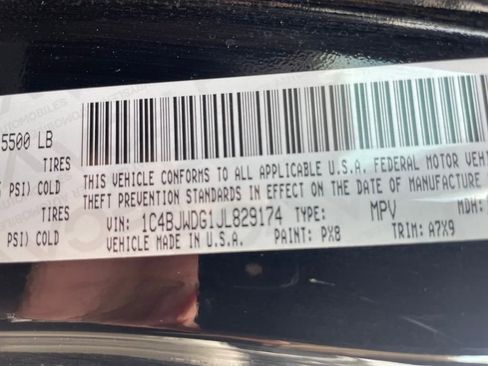 5500 LB
TIRES
THIS VEHICLE CONFORMS TO ALL APPLICABLE U.S.A. FEDERAL MOTOR
PSI) COLD
THEFT PREVENTION STANDARDS IN EFFECT ON THE DATE OF MANUFACTURE
TIRES
VIN: 1C4BJWDG1JL829174 TYPE: MPV MDH:
PSI) COLD
VEHICLE MADE IN U.S.A. PAINT: PX8 TRIM: A7X9